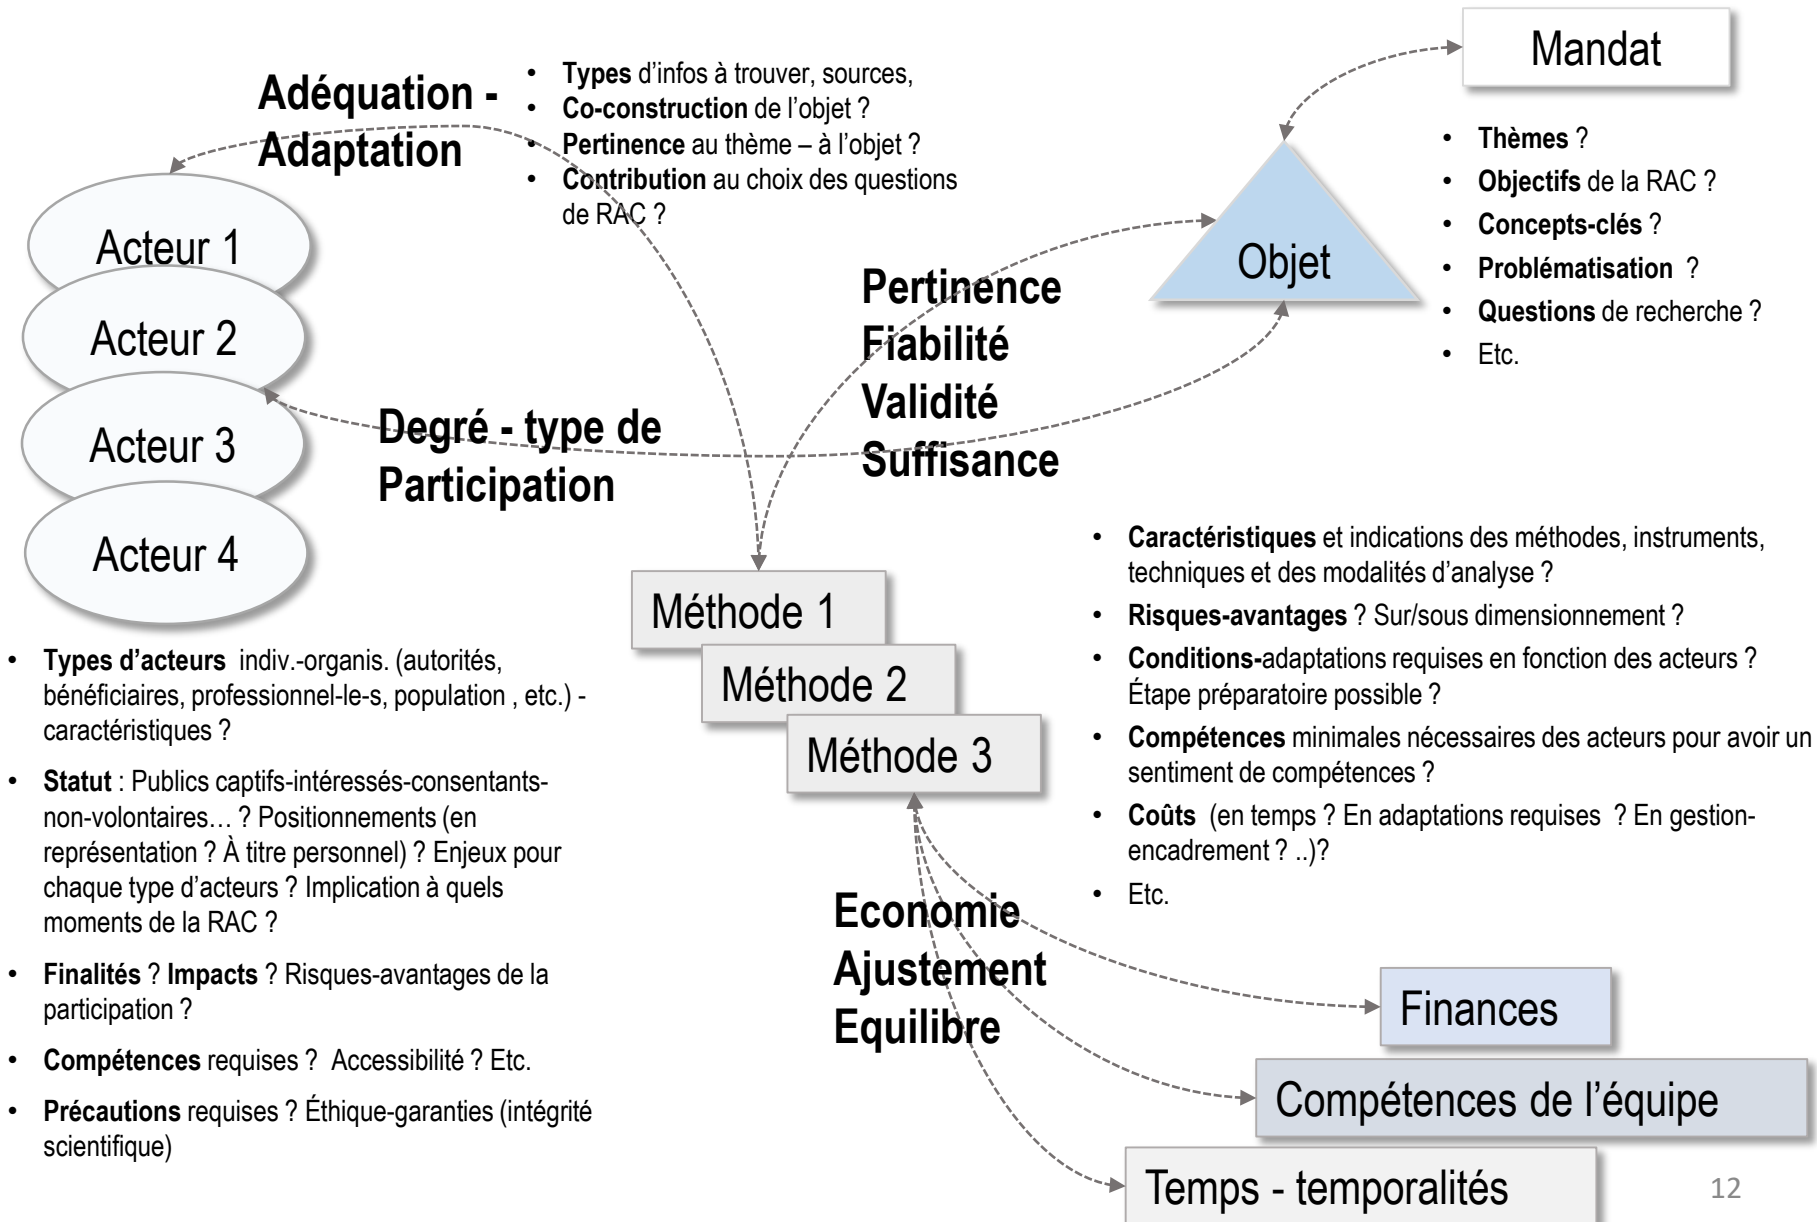 Adéquation -
Adaptation
• Types d’infos à trouver, sources,
• Co-construction de l’objet ?
• Pertinence au thème – à l’objet ?
• Contribution au choix des questions
de RAC ?
Mandat
• Thèmes ?
• Objectifs de la RAC ?
• Concepts-clés ?
• Problématisation ?
• Questions de recherche ?
• Etc.
Objet
Acteur 1
Acteur 2
Acteur 3
Acteur 4
Pertinence
Fiabilité
Validité
Suffisance
Degré - type de
Participation
Méthode 1
Méthode 2
Méthode 3
• Types d’acteurs indiv.-organis. (autorités,
bénéficiaires, professionnel-le-s, population , etc.) -
caractéristiques ?
• Statut : Publics captifs-intéressés-consentants-
non-volontaires… ? Positionnements (en
représentation ? À titre personnel) ? Enjeux pour
chaque type d’acteurs ? Implication à quels
moments de la RAC ?
• Finalités ? Impacts ? Risques-avantages de la
participation ?
• Compétences requises ? Accessibilité ? Etc.
• Précautions requises ? Éthique-garanties (intégrité
scientifique)
• Caractéristiques et indications des méthodes, instruments,
techniques et des modalités d’analyse ?
• Risques-avantages ? Sur/sous dimensionnement ?
• Conditions-adaptations requises en fonction des acteurs ?
Étape préparatoire possible ?
• Compétences minimales nécessaires des acteurs pour avoir un
sentiment de compétences ?
• Coûts (en temps ? En adaptations requises ? En gestion-
encadrement ? ..)?
• Etc.
Economie
Ajustement
Equilibre
Finances
Compétences de l’équipe
Temps - temporalités
12